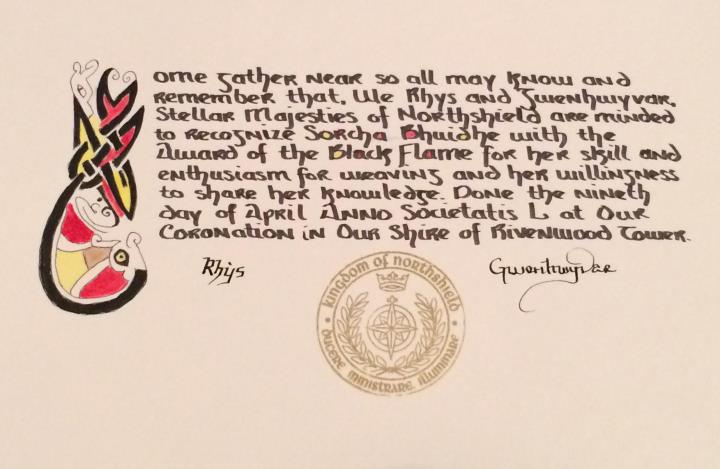 Come gather near so all may know and
remember that, We Rhys and Gwenhwyvar,
Stellar Majesties of Northshield are minded
to recognize Sorcha Bhuidhe with the
Award of the Black Flame for her skill and
enthusiasm for weaving and her willingness
to share her knowledge. Done the nineth
day of April Anno Societatis L at Our
Coronation in Our Shire of Rivenwood Tower.
Rhys
Gwenhwyvar
Kingdom of Northshield
Ducere Ministrare Illuminare